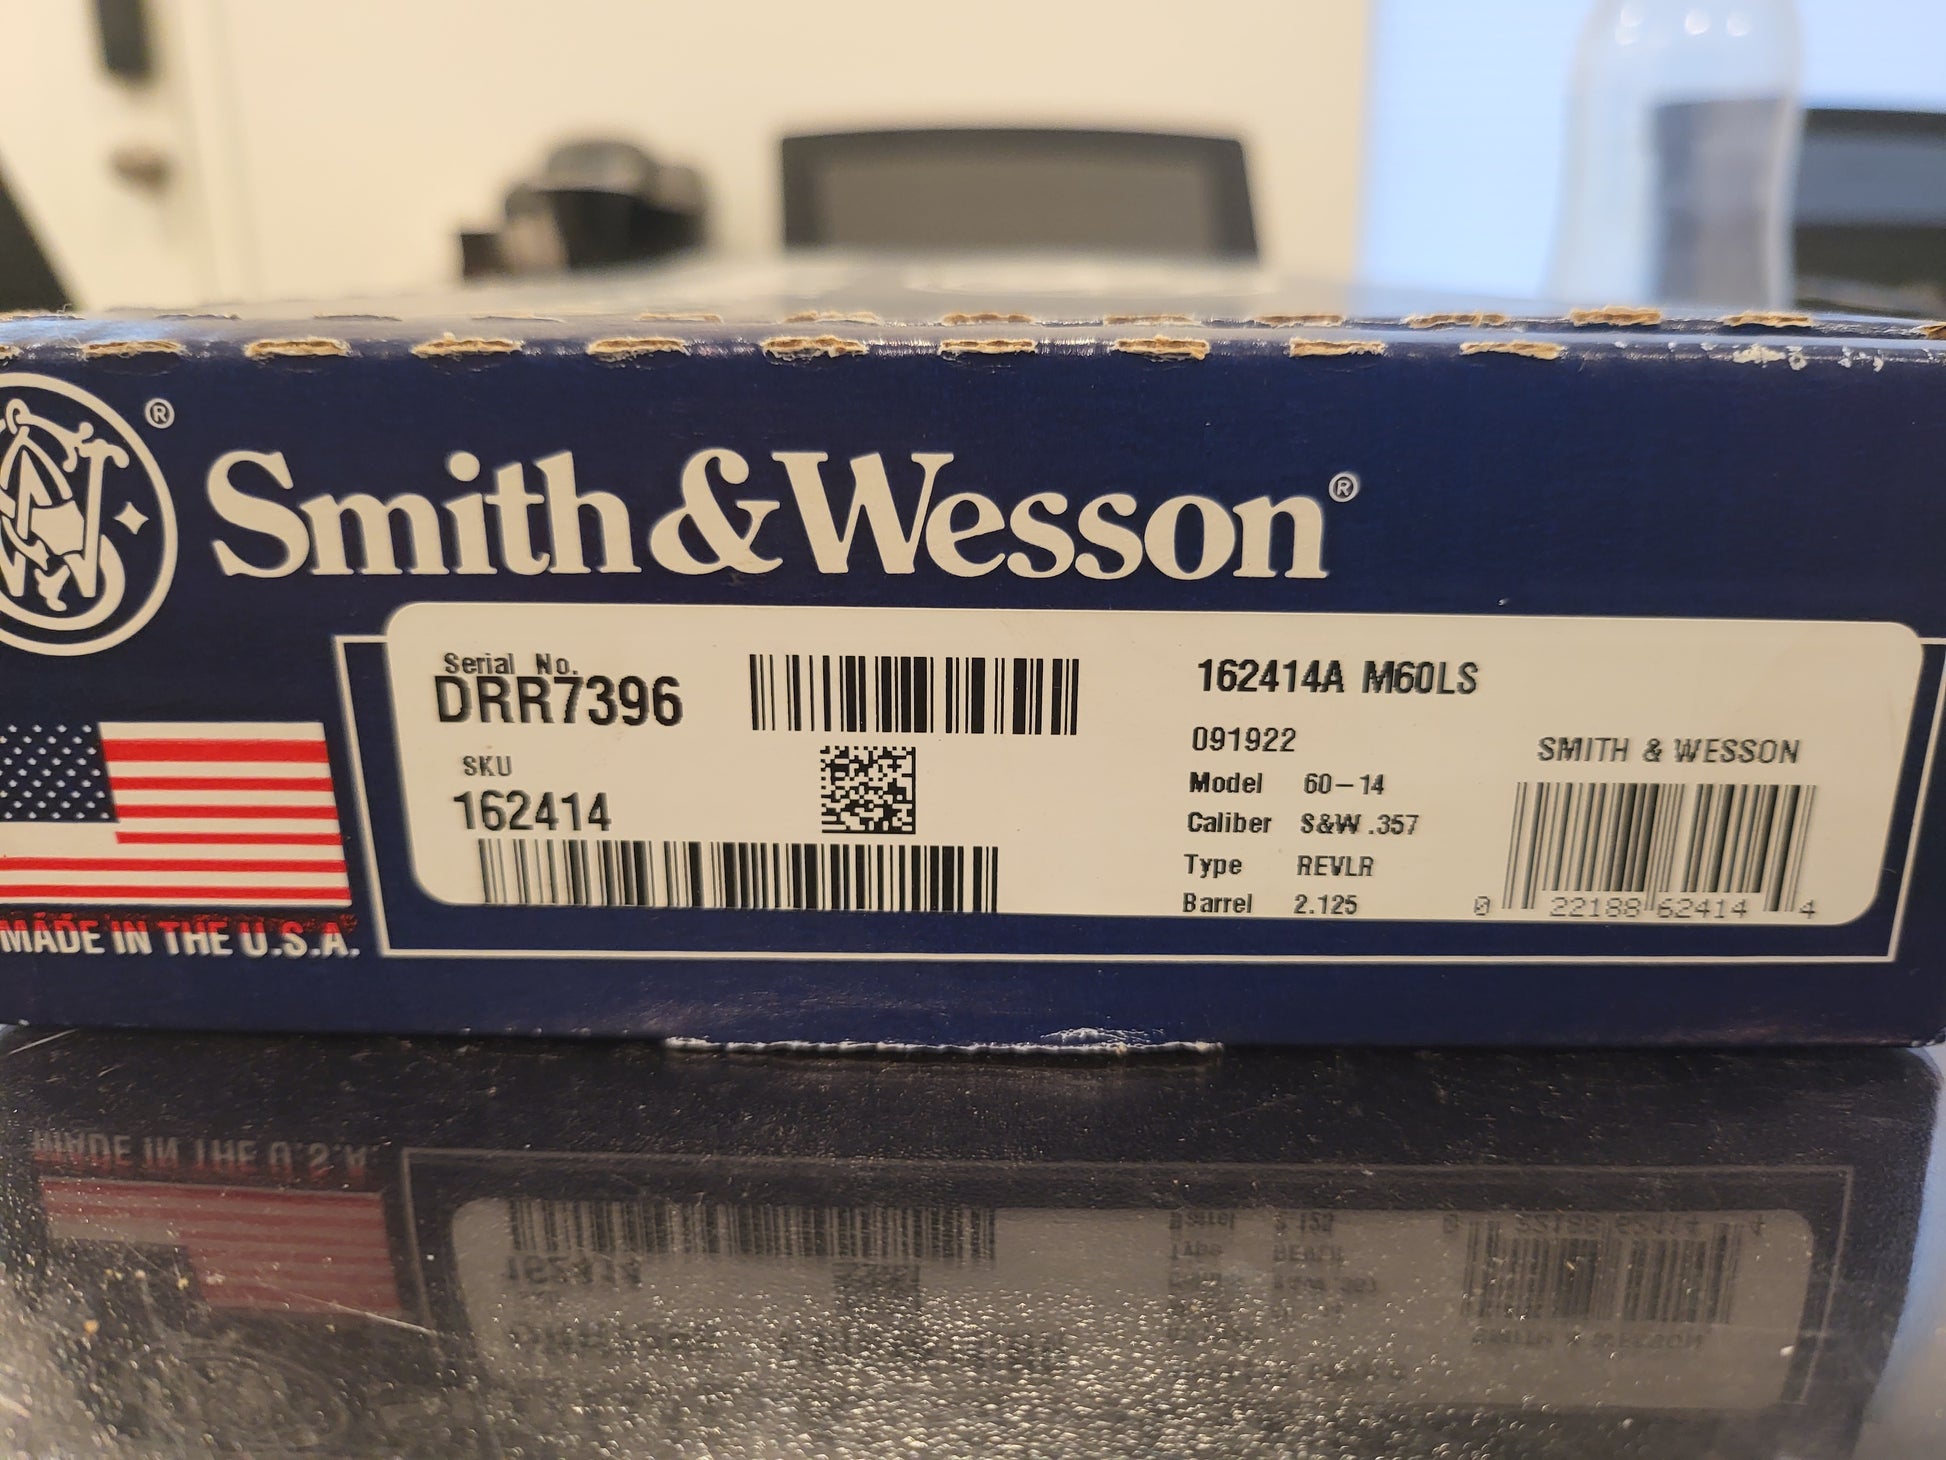 ®
Smith & Wesson®
Serial No.
DRR7396
SKU
162414
162414A M60LS
091922
Model 60-14
Caliber S&W .357
Type REVLR
Barrel 2.125
SMITH & WESSON
0 22188 62414 4
MADE IN THE U.S.A.